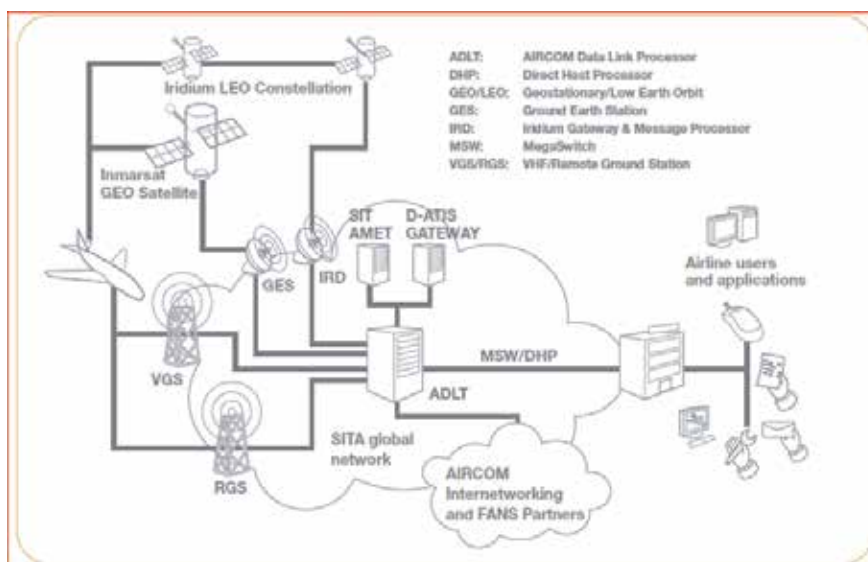 Iridium LEO Constellation
ADLT: AIRCOM Data Link Processor
DHP: Direct Host Processor
GEO/LEO: Geostationary/Low Earth Orbit
GES: Ground Earth Station
IRD: Iridium Gateway & Message Processor
MSW: MegaSwitch
VGS/RGS: VHF/Remote Ground Station
Inmarsat
GEO Satellite
SIT
AMET
D-ATIS
GATEWAY
GES
IRD
Airline users
and applications
VGS
MSW/DHP
ADLT
RGS
SITA global
network
AIRCOM
Internetworking
and FANS Partners